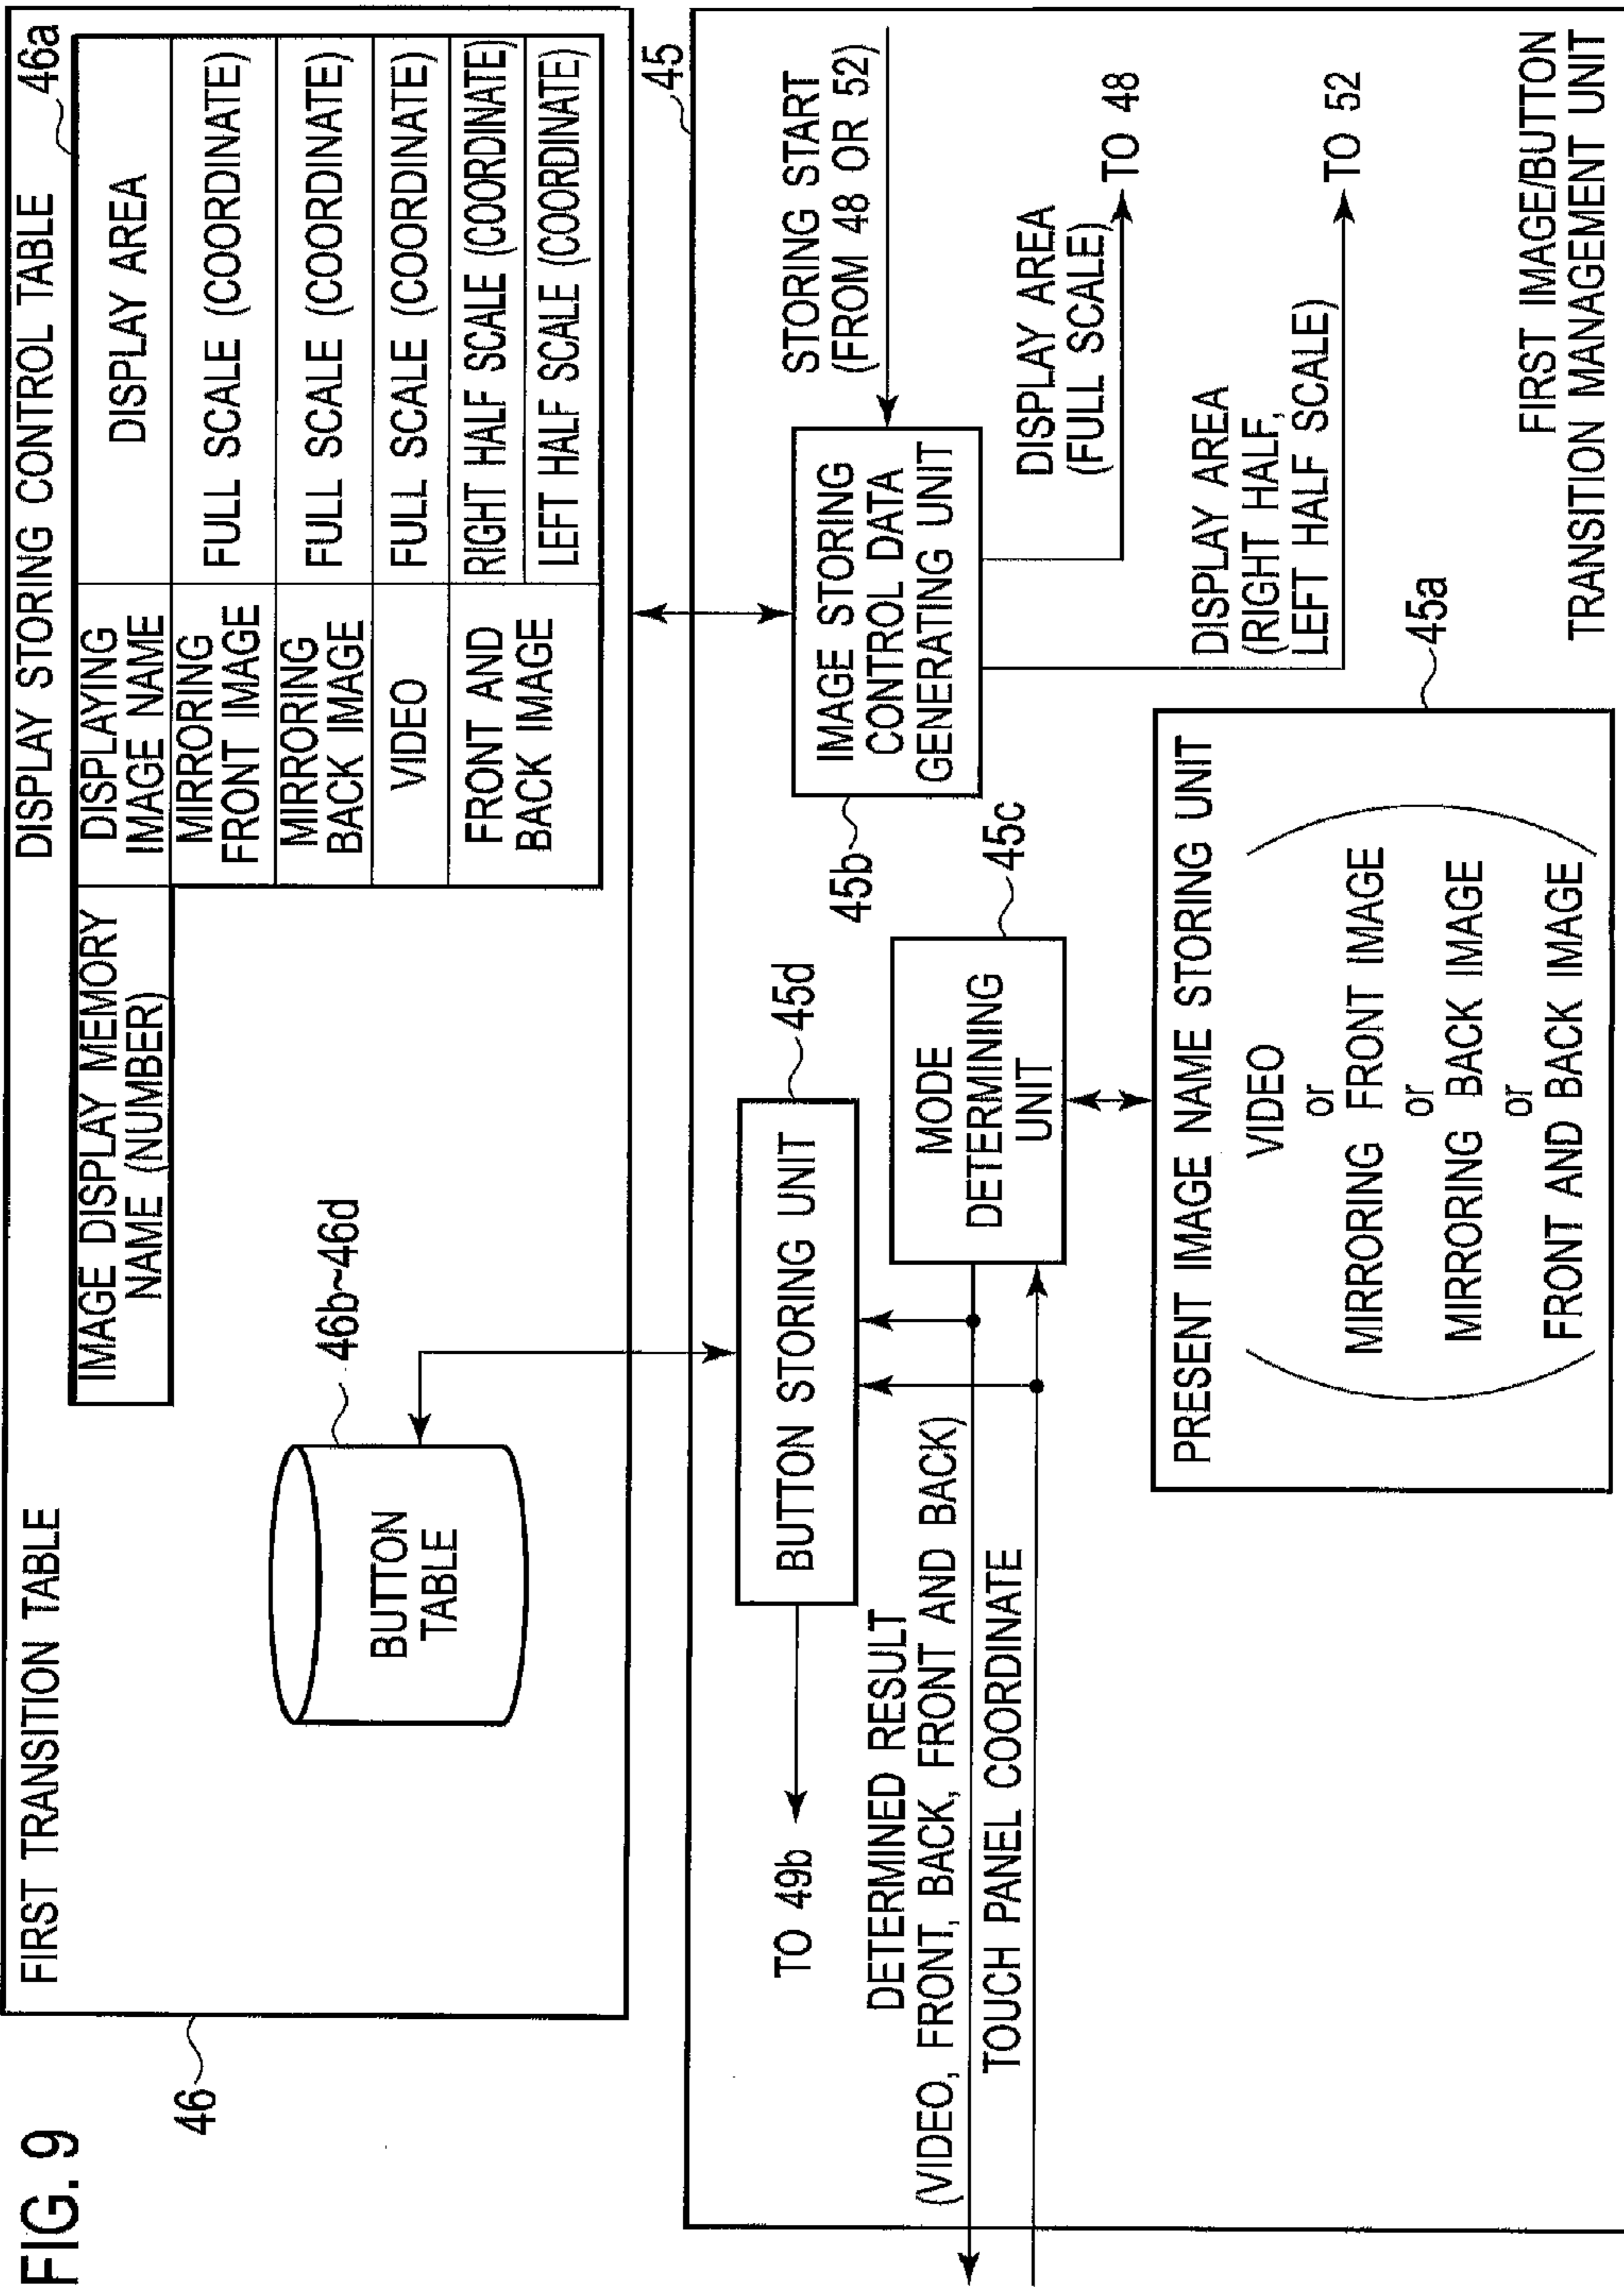 FIG. 9
46
FIRST TRANSITION TABLE
DISPLAY STORING CONTROL TABLE
46a
IMAGE DISPLAY MEMORY
NAME (NUMBER)
DISPLAYING
IMAGE NAME
DISPLAY AREA
MIRRORING
FRONT IMAGE
FULL SCALE (COORDINATE)
MIRRORING
BACK IMAGE
FULL SCALE (COORDINATE)
VIDEO
FULL SCALE (COORDINATE)
FRONT AND
BACK IMAGE
RIGHT HALF SCALE (COORDINATE)
LEFT HALF SCALE (COORDINATE)
BUTTON
TABLE
46b~46d
45
TO 49b
BUTTON STORING UNIT
45d
DETERMINED RESULT
(VIDEO, FRONT, BACK, FRONT AND BACK)
TOUCH PANEL COORDINATE
MODE
DETERMINING
UNIT
45c
45b
IMAGE STORING
CONTROL DATA
GENERATING UNIT
STORING START
(FROM 48 OR 52)
DISPLAY AREA
(FULL SCALE)
TO 48
DISPLAY AREA
(RIGHT HALF,
LEFT HALF SCALE)
TO 52
45a
PRESENT IMAGE NAME STORING UNIT
VIDEO
or
MIRRORING FRONT IMAGE
or
MIRRORING BACK IMAGE
or
FRONT AND BACK IMAGE
FIRST IMAGE/BUTTON
TRANSITION MANAGEMENT UNIT